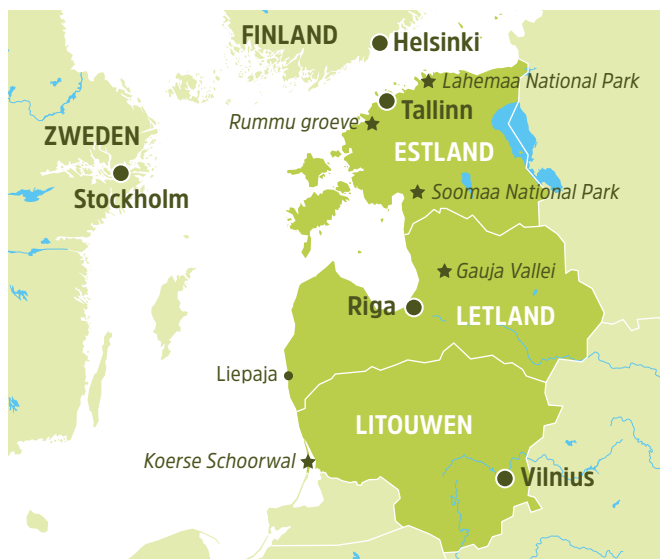 FINLAND
Helsinki
Lahemaa National Park
Tallinn
Rummu groeve
ZWEDEN
ESTLAND
Stockholm
Soomaa National Park
Gauja Vallei
Riga
LETLAND
Liepaja
LITOUWEN
Koerse Schoorwal
Vilnius